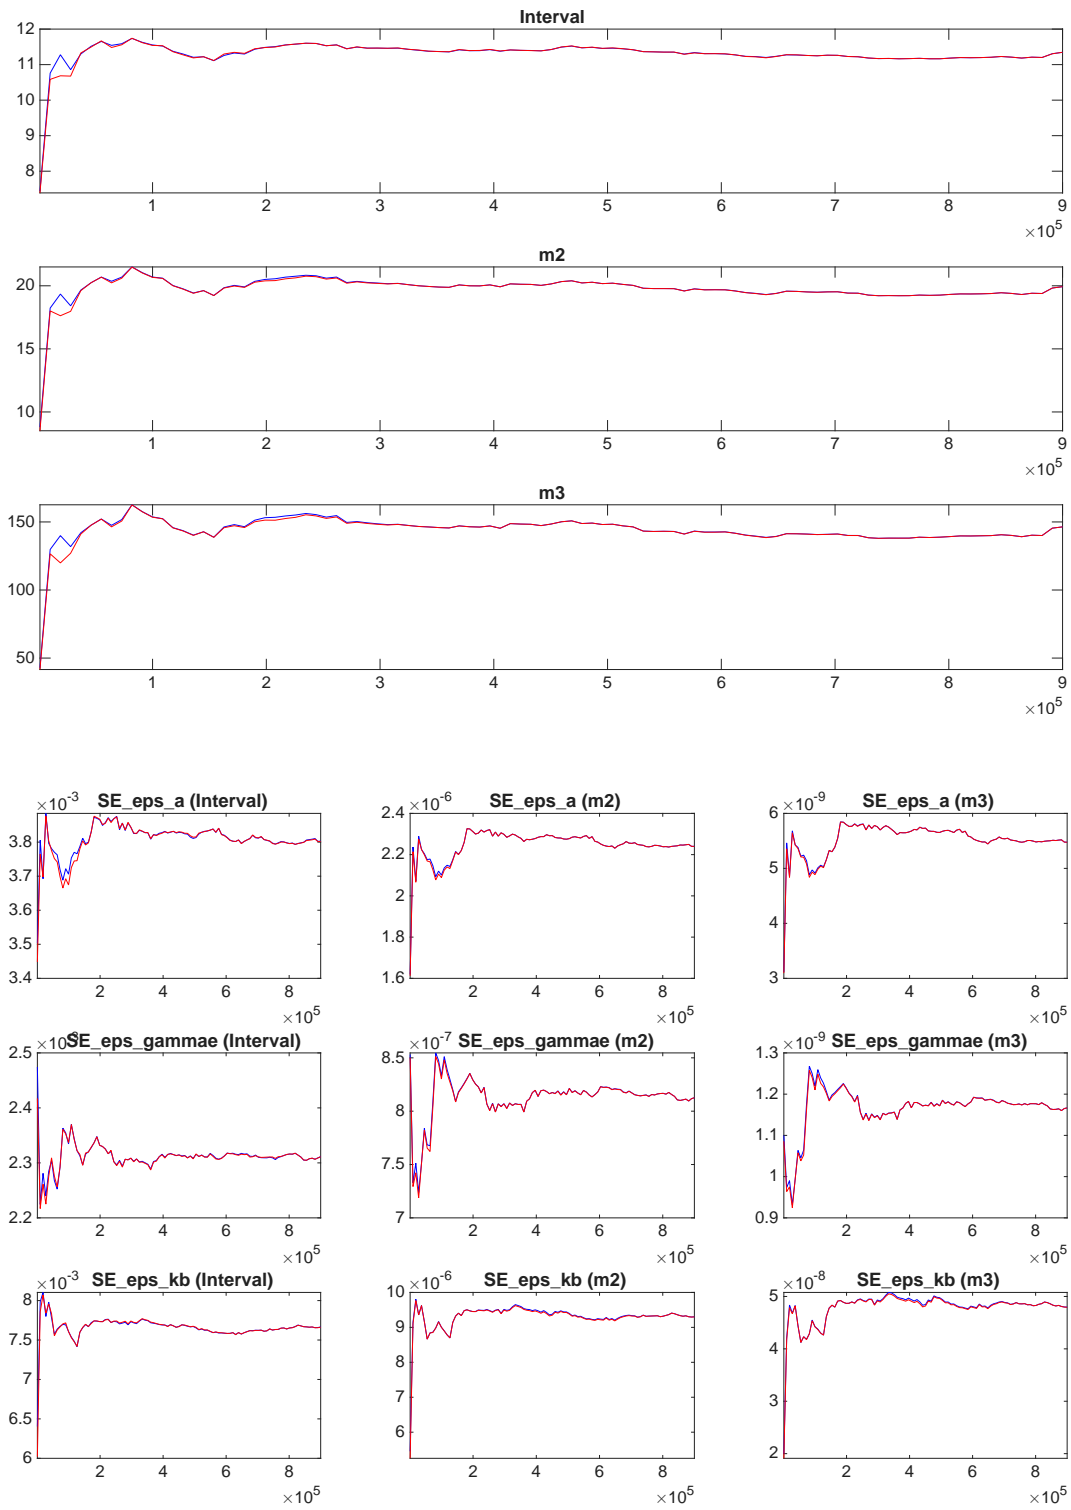 Interval
12
11
10
9
8
1 2 3 4 5 6 7 8 9
×10^5
m2
20
15
10
1 2 3 4 5 6 7 8 9
×10^5
m3
150
100
50
1 2 3 4 5 6 7 8 9
×10^5
×10^-3 SE_eps_a (Interval)
3.8
3.7
3.6
3.5
3.4
2 4 6 8
×10^5
×10^-6 SE_eps_a (m2)
2.4
2.2
2
1.8
1.6
2 4 6 8
×10^5
×10^-9 SE_eps_a (m3)
6
5
4
3
2 4 6 8
×10^5
×10^-3 SE_eps_gammae (Interval)
2.5
2.4
2.3
2.2
2 4 6 8
×10^5
×10^-7 SE_eps_gammae (m2)
8.5
8
7.5
7
2 4 6 8
×10^5
×10^-9 SE_eps_gammae (m3)
1.3
1.2
1.1
1
0.9
2 4 6 8
×10^5
×10^-3 SE_eps_kb (Interval)
8
7.5
7
6.5
6
2 4 6 8
×10^5
×10^-6 SE_eps_kb (m2)
10
9
8
7
6
2 4 6 8
×10^5
×10^-8 SE_eps_kb (m3)
5
4
3
2
2 4 6 8
×10^5